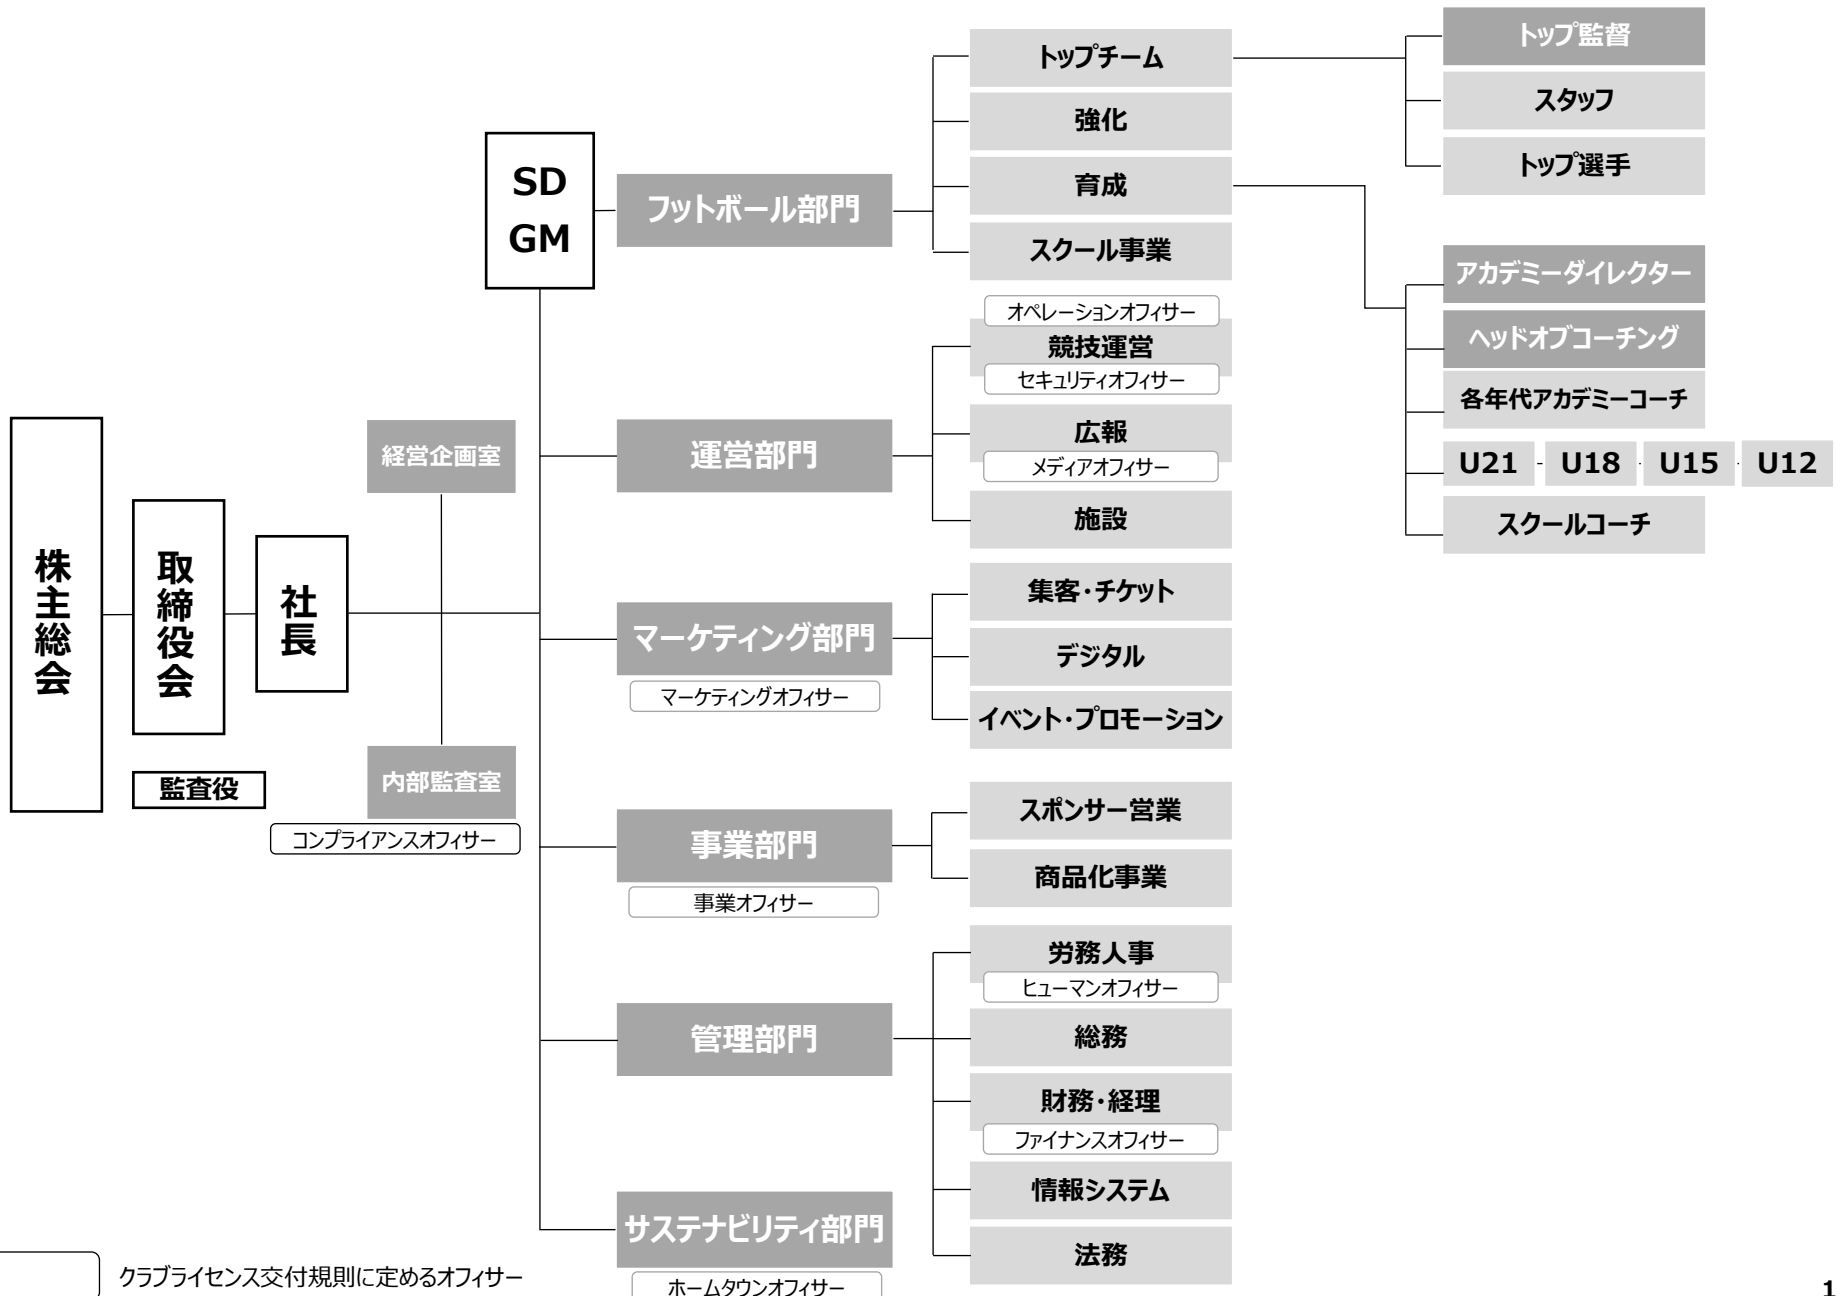 株主総会
取締役会
監査役
社長
経営企画室
内部監査室
コンプライアンスオフィサー
SD
GM
フットボール部門
トップチーム
強化
育成
スクール事業
トップ監督
スタッフ
トップ選手
アカデミーダイレクター
ヘッドオブコーチング
各年代アカデミーコーチ
U21 - U18 · U15 · U12
スクールコーチ
運営部門
オペレーションオフィサー
競技運営
セキュリティオフィサー
広報
メディアオフィサー
施設
マーケティング部門
マーケティングオフィサー
集客・チケット
デジタル
イベント・プロモーション
事業部門
事業オフィサー
スポンサー営業
商品化事業
管理部門
労務人事
ヒューマンオフィサー
総務
財務・経理
ファイナンスオフィサー
情報システム
法務
サステナビリティ部門
ホームタウンオフィサー
クラブライセンス交付規則に定めるオフィサー
1